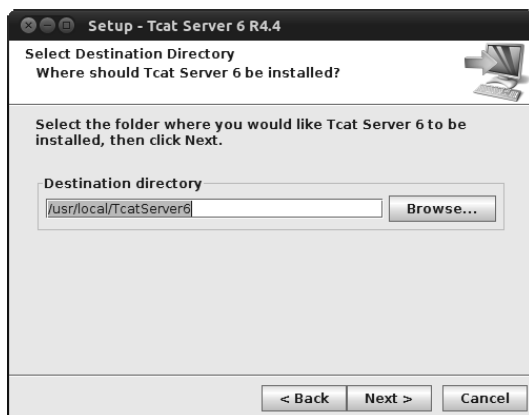 Setup - Tcat Server 6 R4.4
Select Destination Directory
Where should Tcat Server 6 be installed?
Select the folder where you would like Tcat Server 6 to be
installed, then click Next.
Destination directory
/usr/local/TcatServer6
Browse...
< Back
Next >
Cancel